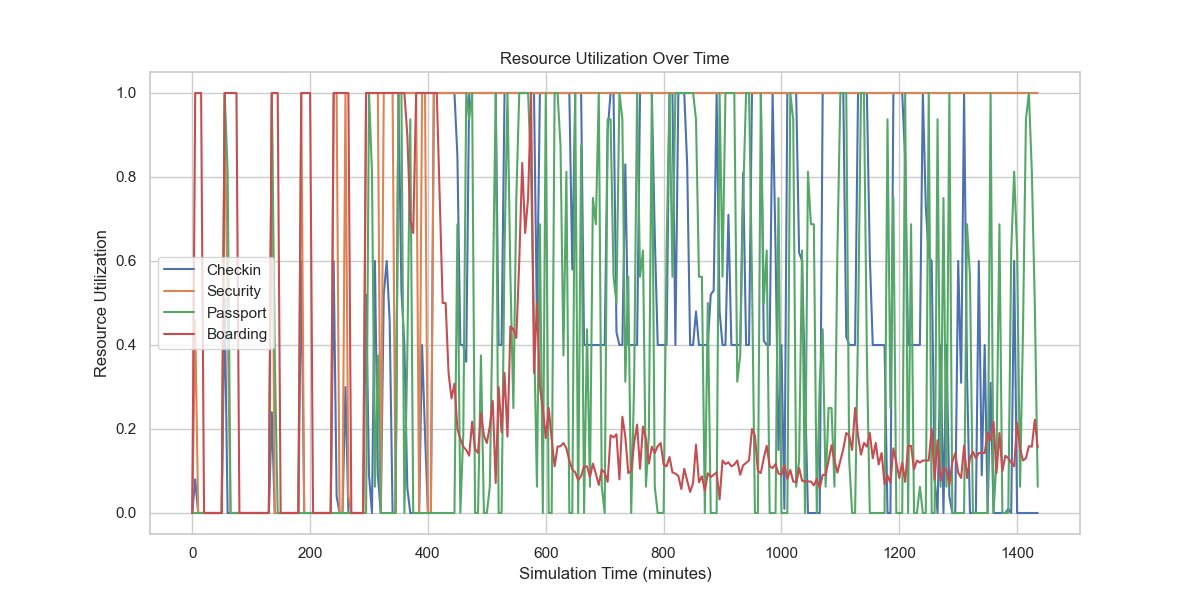 Resource Utilization Over Time
Resource Utilization
1.0
0.8
0.6
0.4
0.2
0.0
Checkin
Security
Passport
Boarding
0
200
400
600
800
1000
1200
1400
Simulation Time (minutes)